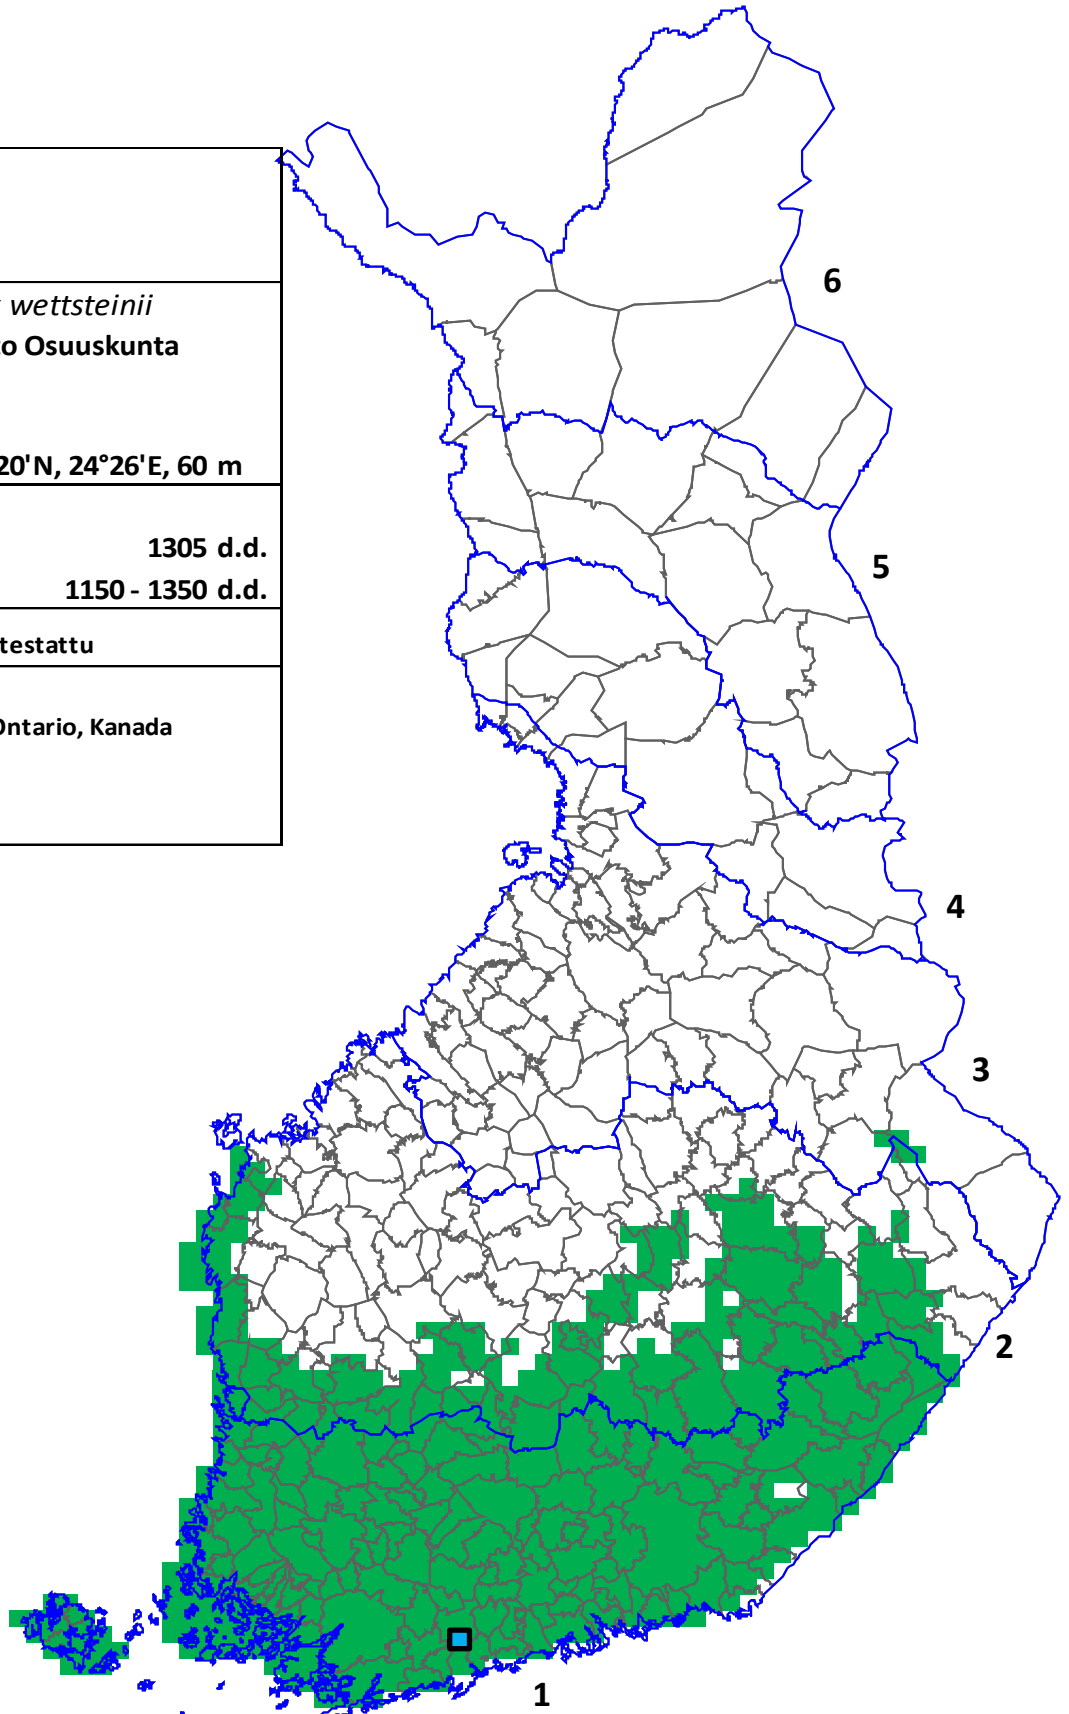 wettsteinii
Osuuskunta
20'N, 24°26'E, 60 m
1305 d.d.
1150 - 1350 d.d.
testattu
Ontario, Kanada
6
5
4
3
2
1